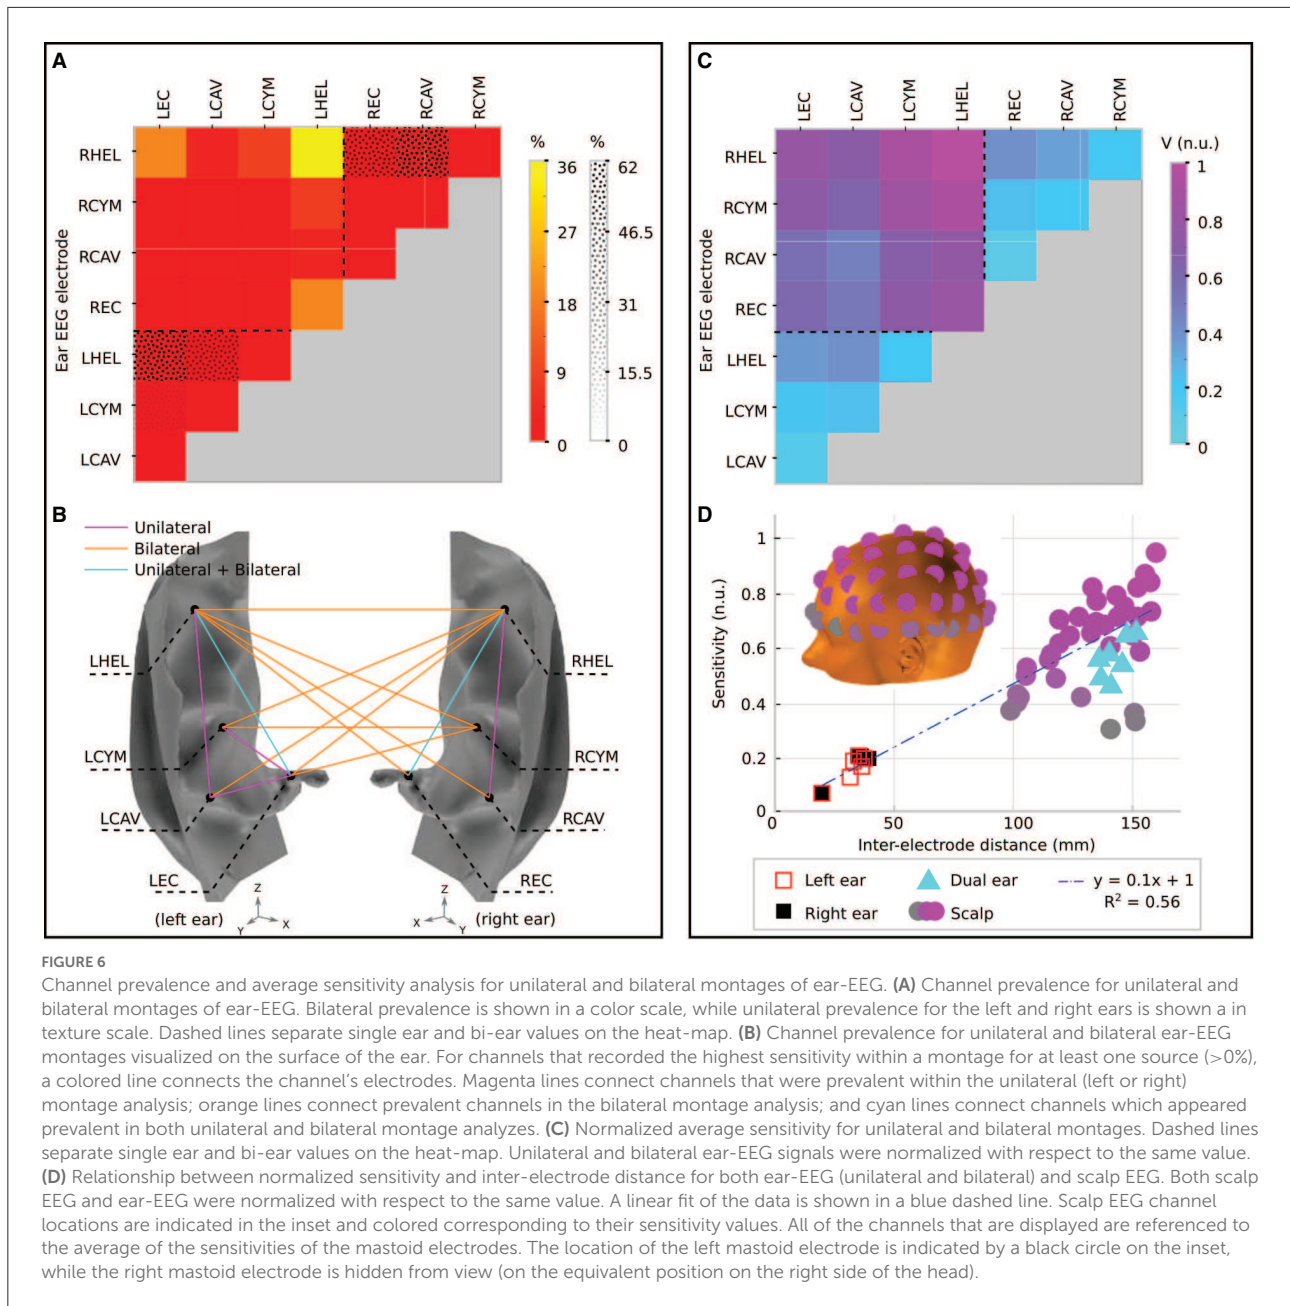 A
LEC
LCAV
LCYM
LHEL
REC
RCAV
RCYM
Ear EEG electrode
RHEL
RCYM
RCAV
REC
LHEL
LCYM
LCAV
%
36
27
18
9
0
%
62
46.5
31
15.5
0
C
LEC
LCAV
LCYM
LHEL
REC
RCAV
RCYM
Ear EEG electrode
RHEL
RCYM
RCAV
REC
LHEL
LCYM
LCAV
V (n.u.)
1
0.8
0.6
0.4
0.2
0
B
Unilateral
Bilateral
Unilateral + Bilateral
LHEL
RHEL
LCYM
RCYM
LCAV
RCAV
LEC
REC
(left ear)
Z
X
Y
Z
X
Y
(right ear)
D
Sensitivity (n.u.)
1
0.8
0.6
0.4
0.2
0
0
50
100
150
Inter-electrode distance (mm)
Left ear
Dual ear
y = 0.1x + 1
Right ear
Scalp
R² = 0.56
FIGURE 6
Channel prevalence and average sensitivity analysis for unilateral and bilateral montages of ear-EEG. (A) Channel prevalence for unilateral and
bilateral montages of ear-EEG. Bilateral prevalence is shown in a color scale, while unilateral prevalence for the left and right ears is shown a in
texture scale. Dashed lines separate single ear and bi-ear values on the heat-map. (B) Channel prevalence for unilateral and bilateral ear-EEG
montages visualized on the surface of the ear. For channels that recorded the highest sensitivity within a montage for at least one source (>0%),
a colored line connects the channel's electrodes. Magenta lines connect channels that were prevalent within the unilateral (left or right)
montage analysis; orange lines connect prevalent channels in the bilateral montage analysis; and cyan lines connect channels which appeared
prevalent in both unilateral and bilateral montage analyzes. (C) Normalized average sensitivity for unilateral and bilateral montages. Dashed lines
separate single ear and bi-ear values on the heat-map. Unilateral and bilateral ear-EEG signals were normalized with respect to the same value.
(D) Relationship between normalized sensitivity and inter-electrode distance for both ear-EEG (unilateral and bilateral) and scalp EEG. Both scalp
EEG and ear-EEG were normalized with respect to the same value. A linear fit of the data is shown in a blue dashed line. Scalp EEG channel
locations are indicated in the inset and colored corresponding to their sensitivity values. All of the channels that are displayed are referenced to
the average of the sensitivities of the mastoid electrodes. The location of the left mastoid electrode is indicated by a black circle on the inset,
while the right mastoid electrode is hidden from view (on the equivalent position on the right side of the head).